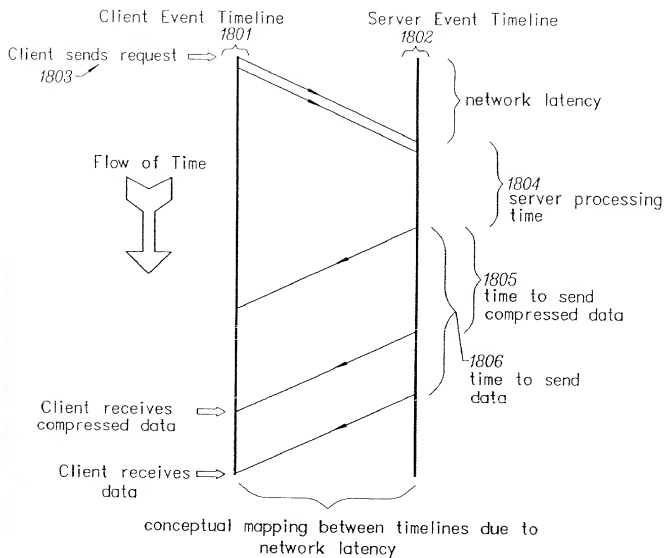 Client Event Timeline
1801
Server Event Timeline
1802
Client sends request
1803
network latency
Flow of Time
1804
server processing
time
1805
time to send
compressed data
1806
time to send
data
Client receives
compressed data
Client receives
data
conceptual mapping between timelines due to
network latency